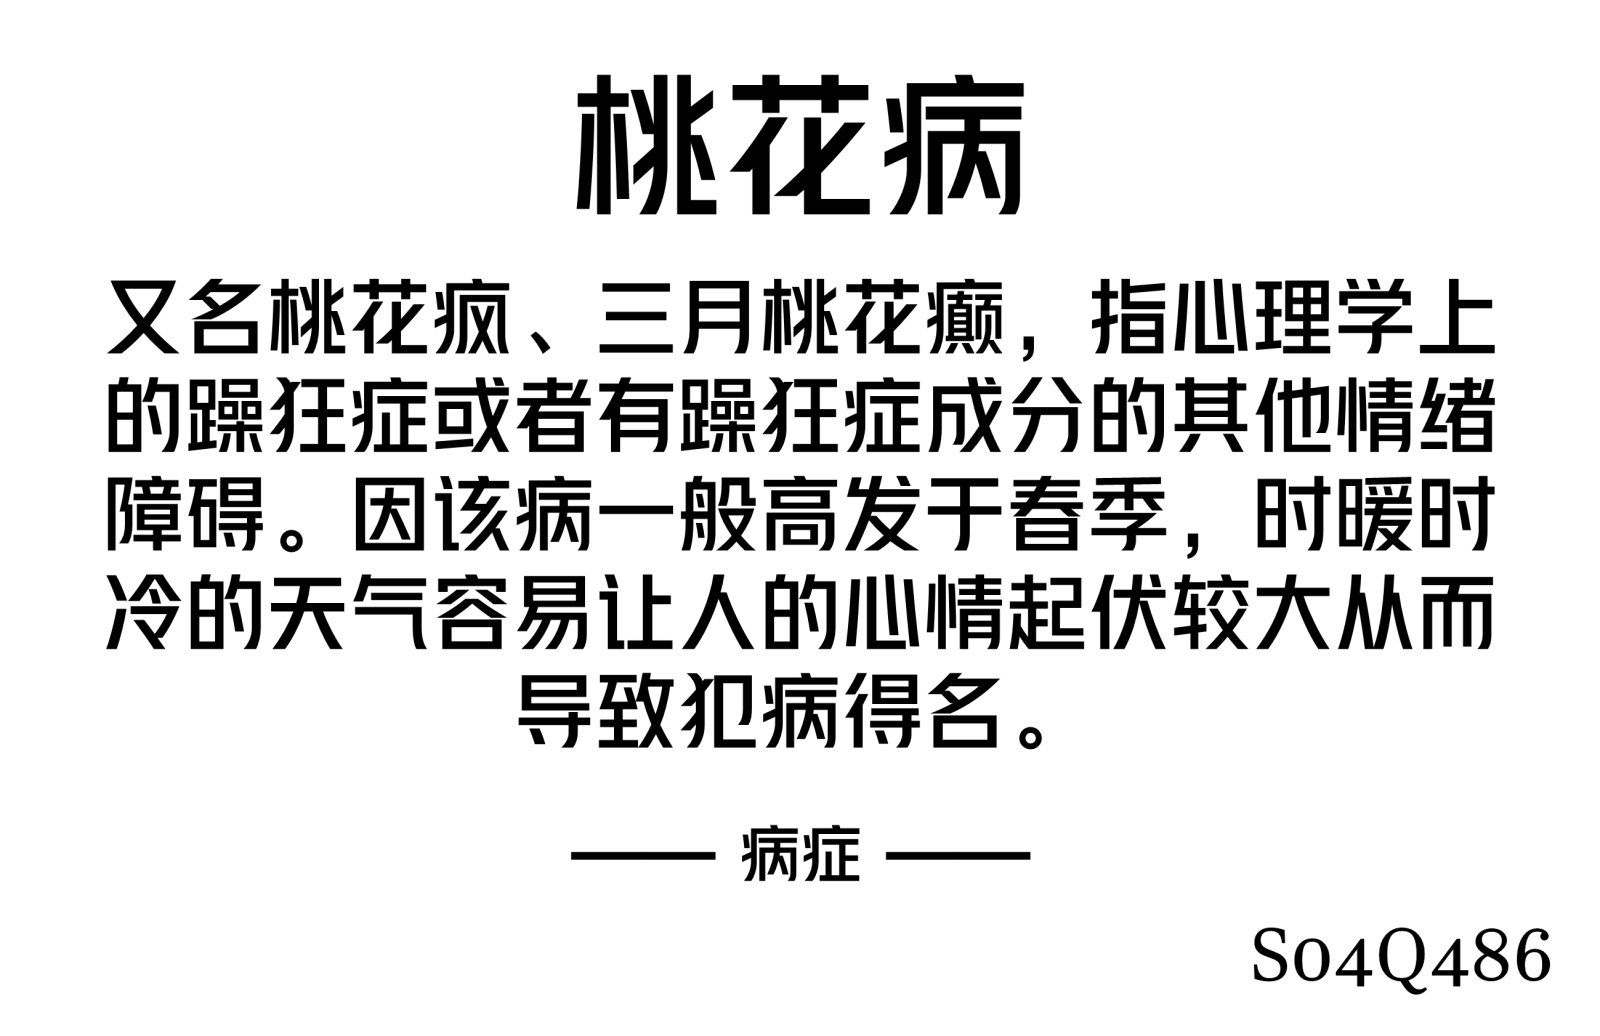 桃花病
又名桃花疯、三月桃花癫，指心理学上
的躁狂症或者有躁狂症成分的其他情绪
障碍。因该病一般高发于春季，时暖时
冷的天气容易让人的心情起伏较大从而
导致犯病得名。
—— 病症 ——
S04Q486